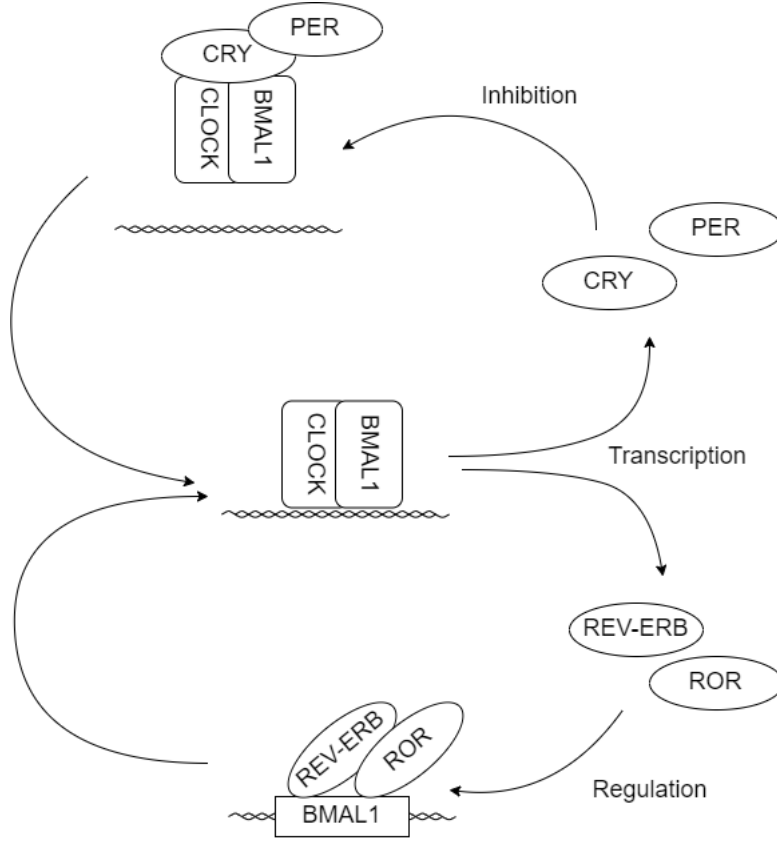 PER
CRY
CLOCK
BMAL1
Inhibition
PER
CRY
CLOCK
BMAL1
Transcription
REV-ERB
ROR
REV-ERB
ROR
Regulation
BMAL1